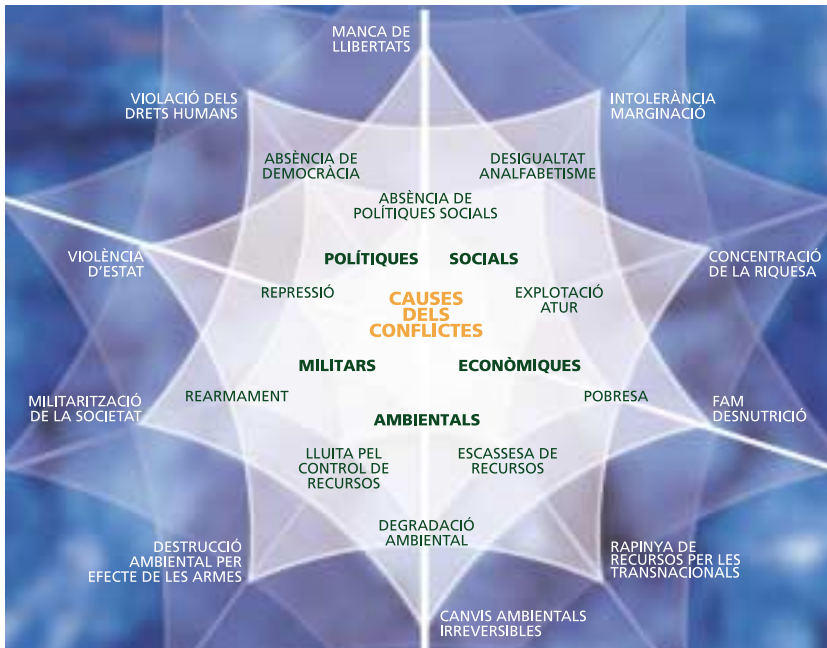 MANCA DE
LLIBERTATS
VIOLACIÓ DELS
DRETS HUMANS
INTOLERÀNCIA
MARGINACIÓ
ABSÈNCIA DE
DEMOCRÀCIA
DESIGUALTAT
ANALFABETISME
ABSÈNCIA DE
POLÍTIQUES SOCIALS
VIOLÈNCIA
D'ESTAT
POLÍTIQUES
SOCIALS
CONCENTRACIÓ
DE LA RIQUESA
REPRESSIÓ
CAUSES
DELS
CONFLICTES
EXPLOTACIÓ
ATUR
MILITARS
ECONÒMIQUES
MILITARITZACIÓ
DE LA SOCIETAT
REARMAMENT
AMBIENTALS
POBRESA
FAM
DESNUTRICIÓ
LLUITA PEL
CONTROL DE
RECURSOS
ESCASSESA DE
RECURSOS
DEGRADACIÓ
AMBIENTAL
DESTRUCCIÓ
AMBIENTAL PER
EFECTE DE LES ARMES
RAPINYA DE
RECURSOS PER LES
TRANSNACIONALS
CANVIS AMBIENTALS
IRREVERSIBLES